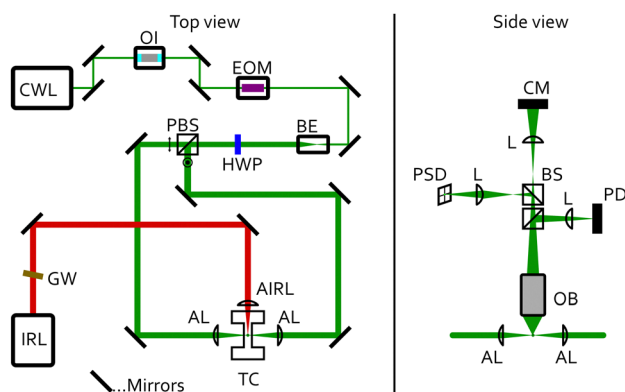 Top view
OI
CWL
EOM
PBS
BE
HWP
GW
AIRL
AL
AL
IRL
TC
...Mirrors
Side view
CM
L
PSD
L
BS
L
PD
OB
AL
AL